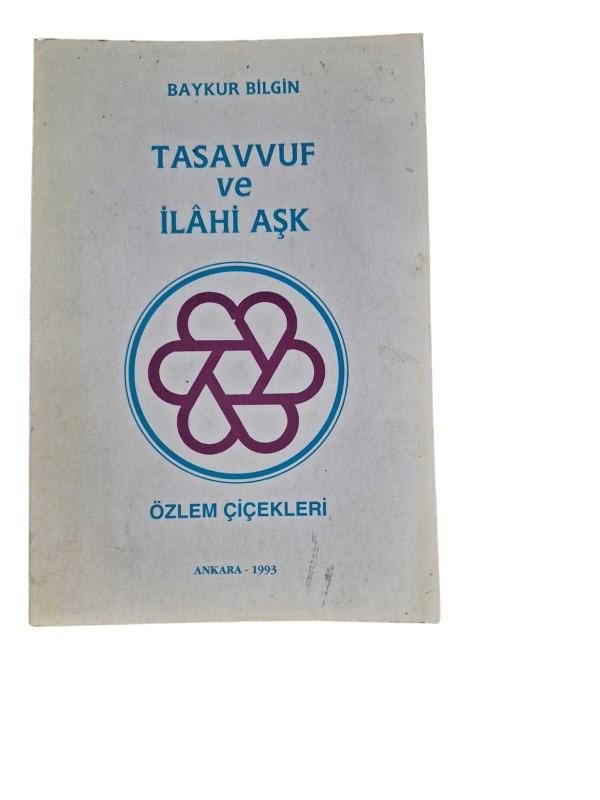 BAYKUR BİLGİN
TASAVVUF
ve
İLÂHİ AŞK
ÖZLEM ÇİÇEKLERİ
ANKARA - 1993